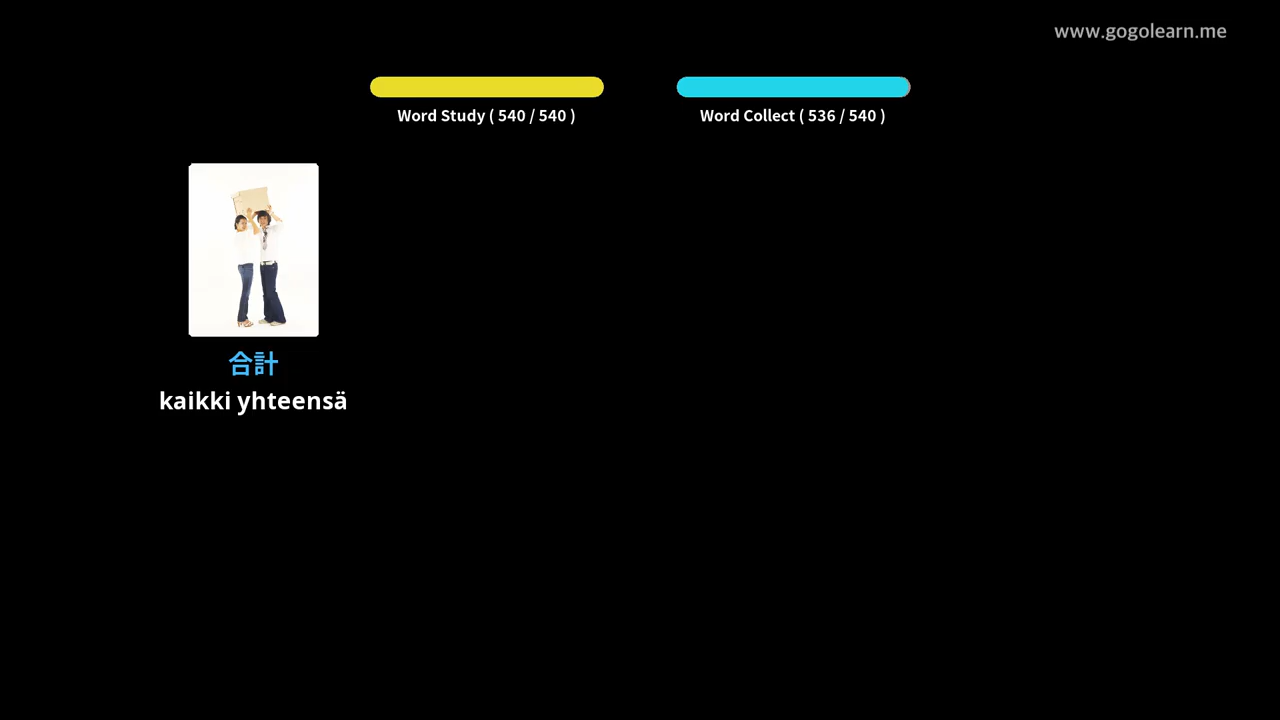 www.gogolearn.me
Word Study ( 540 / 540 )
Word Collect ( 536 / 540 )
合計
kaikki yhteensä